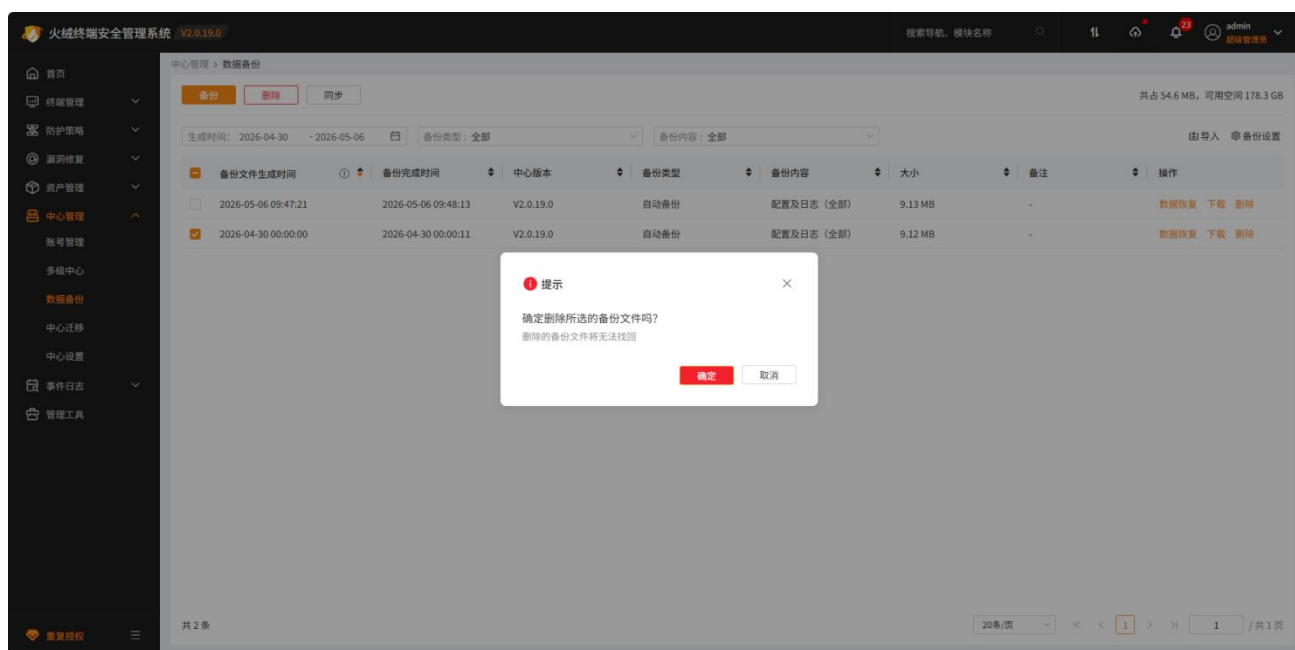 火绒终端安全管理系统 V2.0.19.0 搜索导航、模块名称 23 admin
超级管理员
首页
终端管理
防护策略
漏洞修复
资产管理
中心管理
账号管理
多级中心
数据备份
中心迁移
中心设置
事件日志
管理工具
重复授权
中心管理 > 数据备份
备份 删除 同步 共占 54.6 MB，可用空间 178.3 GB
生成时间： 2026-04-30 - 2026-05-06 备份类型：全部 备份内容：全部 导入 备份设置
备份文件生成时间 备份完成时间 中心版本 备份类型 备份内容 大小 备注 操作
2026-05-06 09:47:21 2026-05-06 09:48:13 V2.0.19.0 自动备份 配置及日志（全部） 9.13 MB - 数据恢复 下载 删除
2026-04-30 00:00:00 2026-04-30 00:00:11 V2.0.19.0 自动备份 配置及日志（全部） 9.12 MB - 数据恢复 下载 删除
提示
确定删除所选的备份文件吗？
删除的备份文件将无法找回
确定 取消
共 2 条 20条/页 1 1 / 共 1 页